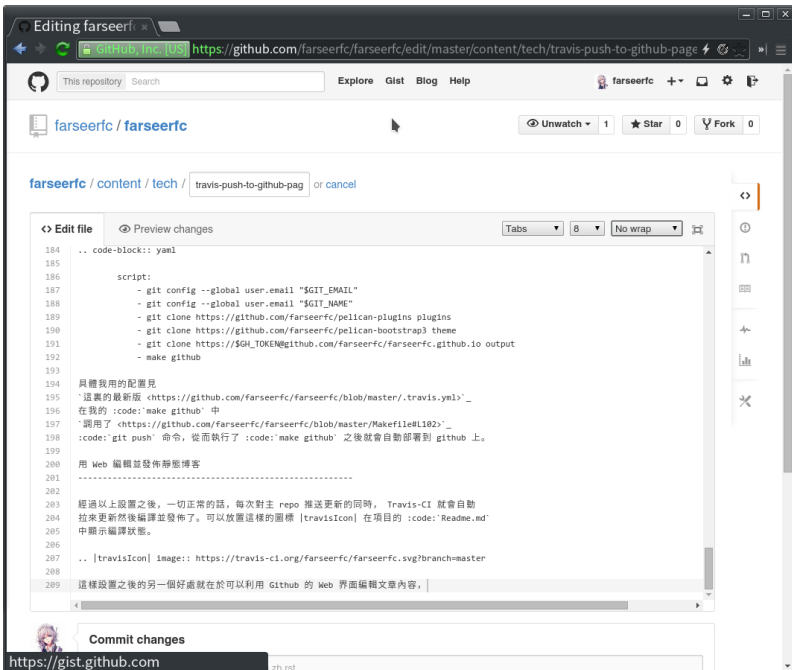 Editing farseerf
GitHub, Inc. [US] https://github.com/farseerfc/farseerfc/edit/master/content/tech/travis-push-to-github-page
This repository Search Explore Gist Blog Help farseerfc
farseerfc / farseerfc Unwatch 1 Star 0 Fork 0
farseerfc / content / tech / travis-push-to-github-pag or cancel
Edit file Preview changes Tabs 8 No wrap
184 .. code-block:: yaml
185
186 script:
187 - git config --global user.email "$GIT_EMAIL"
188 - git config --global user.email "$GIT_NAME"
189 - git clone https://github.com/farseerfc/pelican-plugins plugins
190 - git clone https://github.com/farseerfc/pelican-bootstrap3 theme
191 - git clone https://$GH_TOKEN@github.com/farseerfc/farseerfc.github.io output
192 - make github
193
194 具體我用的配置見
195 `這裏的最新版 <https://github.com/farseerfc/farseerfc/blob/master/.travis.yml>`_
196 在我的 :code:`make github` 中
197 `調用了 <https://github.com/farseerfc/farseerfc/blob/master/Makefile#L102>`_
198 :code:`git push` 命令，從而執行了 :code:`make github` 之後就會自動部署到 github 上。
199
200 用 Web 編輯並發佈靜態博客
201 --------------------------------------------------------
202
203 經過以上設置之後，一切正常的話，每次對主 repo 推送更新的同時， Travis-CI 就會自動
204 拉來更新然後編譯並發佈了。可以放置這樣的圖標 |travisIcon| 在項目的 :code:`Readme.md`
205 中顯示編譯狀態。
206
207 .. |travisIcon| image:: https://travis-ci.org/farseerfc/farseerfc.svg?branch=master
208
209 這樣設置之後的另一個好處就在於可以利用 Github 的 Web 界面編輯文章內容，
Commit changes
https://gist.github.com zh.rst